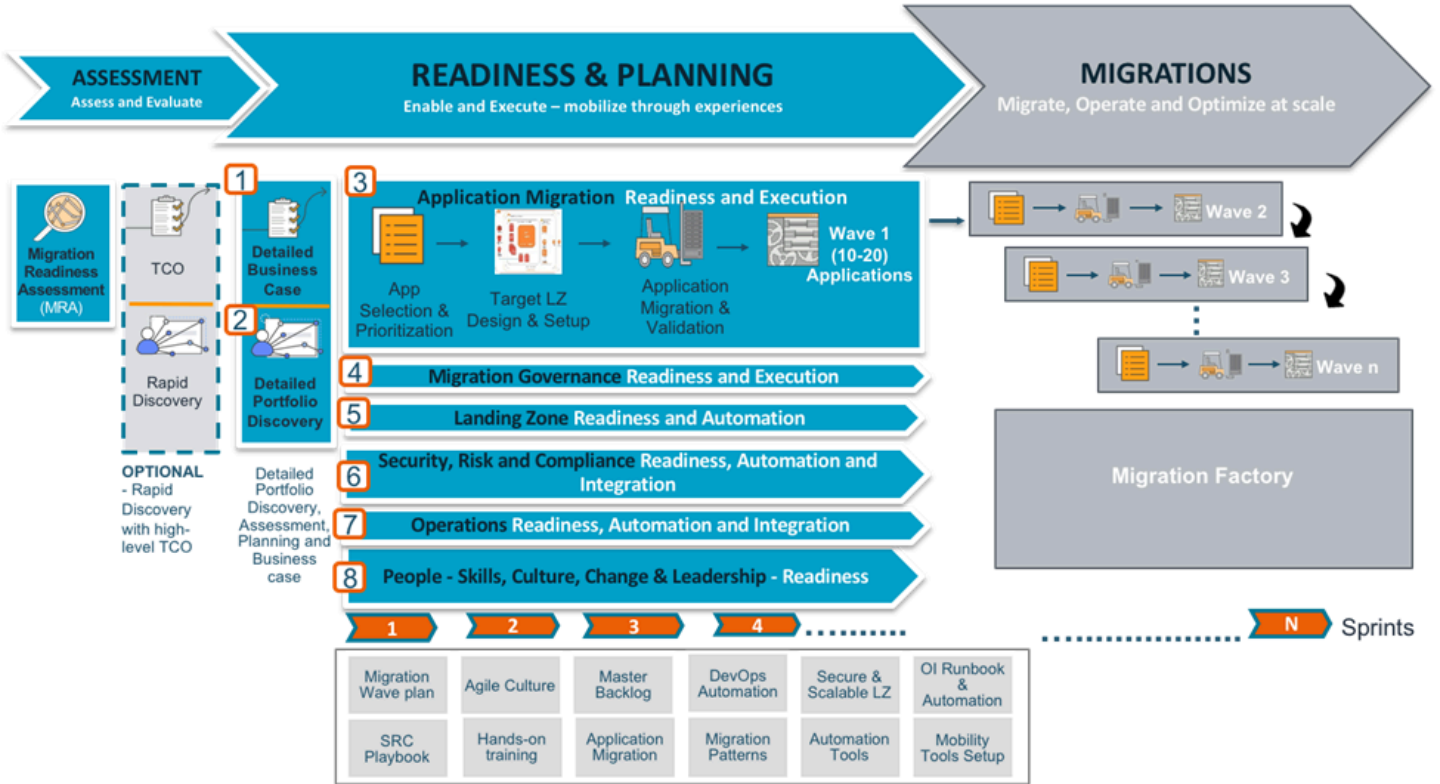 ASSESSMENT
Assess and Evaluate
READINESS & PLANNING
Enable and Execute – mobilize through experiences
MIGRATIONS
Migrate, Operate and Optimize at scale
Migration
Readiness
Assessment
(MRA)
TCO
Rapid
Discovery
OPTIONAL
- Rapid
Discovery
with high-
level TCO
1
Detailed
Business
Case
2
Detailed
Portfolio
Discovery
Detailed
Portfolio
Discovery,
Assessment,
Planning and
Business
case
3
Application Migration Readiness and Execution
App
Selection &
Prioritization
Target LZ
Design & Setup
Application
Migration &
Validation
Wave 1
(10-20)
Applications
4
Migration Governance Readiness and Execution
5
Landing Zone Readiness and Automation
6
Security, Risk and Compliance Readiness, Automation and
Integration
7
Operations Readiness, Automation and Integration
8
People - Skills, Culture, Change & Leadership - Readiness
Wave 2
Wave 3
Wave n
Migration Factory
1
2
3
4
N
Sprints
Migration
Wave plan
Agile Culture
Master
Backlog
DevOps
Automation
Secure &
Scalable LZ
OI Runbook
&
Automation
SRC
Playbook
Hands-on
training
Application
Migration
Migration
Patterns
Automation
Tools
Mobility
Tools Setup